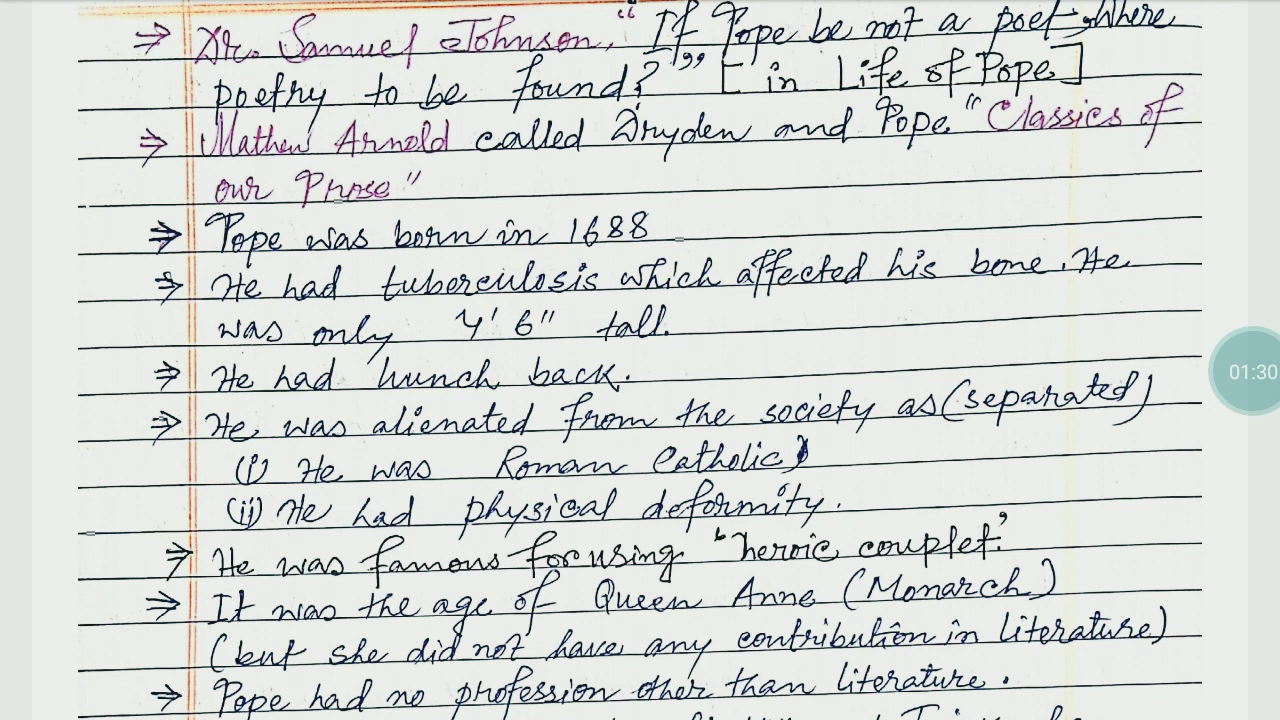 ⇒ Dr. Samuel Johnson, "If Pope be not a poet, Where
poetry to be found?" [in Life of Pope]
⇒ Mathew Arnold called Dryden and Pope "Classics of
our Prose"
⇒ Pope was born in 1688
⇒ He had tuberculosis which affected his bone. He
was only 4' 6" tall.
⇒ He had hunch back.
⇒ He was alienated from the society as (separated)
(i) He was Roman Catholic)
(ii) He had physical deformity.
⇒ He was famous for using 'heroic couplet.'
⇒ It was the age of Queen Anne (Monarch)
(but she did not have any contribution in literature)
⇒ Pope had no profession other than literature.
01:30